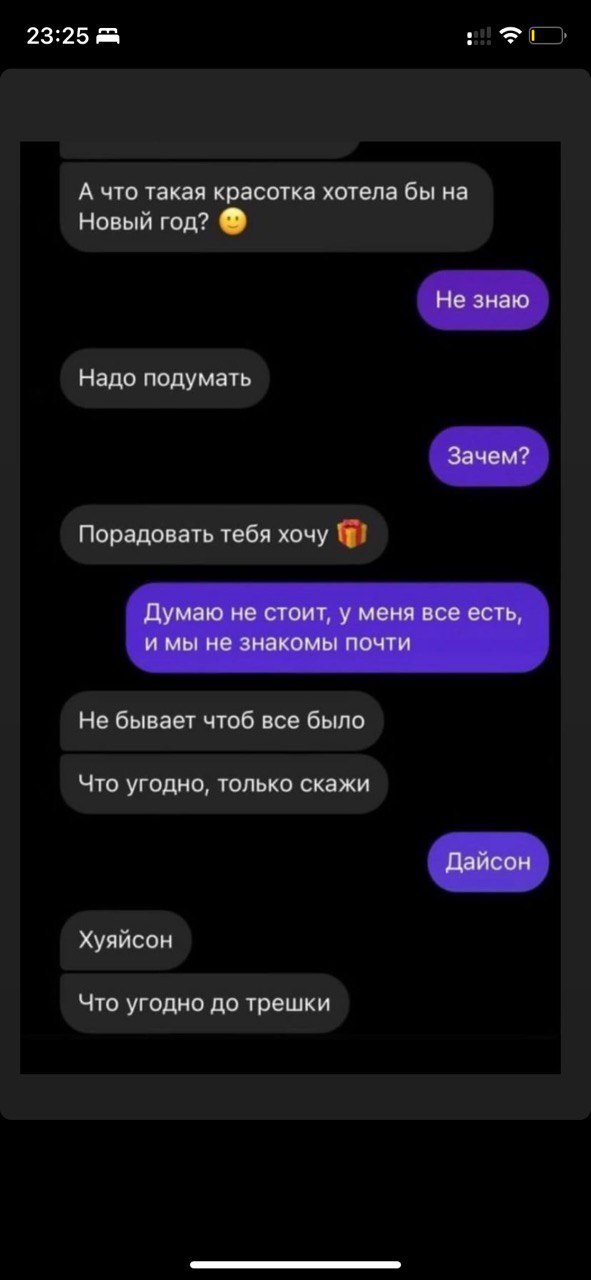 23:25
А что такая красотка хотела бы на
Новый год? 🙂
Не знаю
Надо подумать
Зачем?
Порадовать тебя хочу 🎁
Думаю не стоит, у меня все есть,
и мы не знакомы почти
Не бывает чтоб все было
Что угодно, только скажи
Дайсон
Хуяйсон
Что угодно до трешки